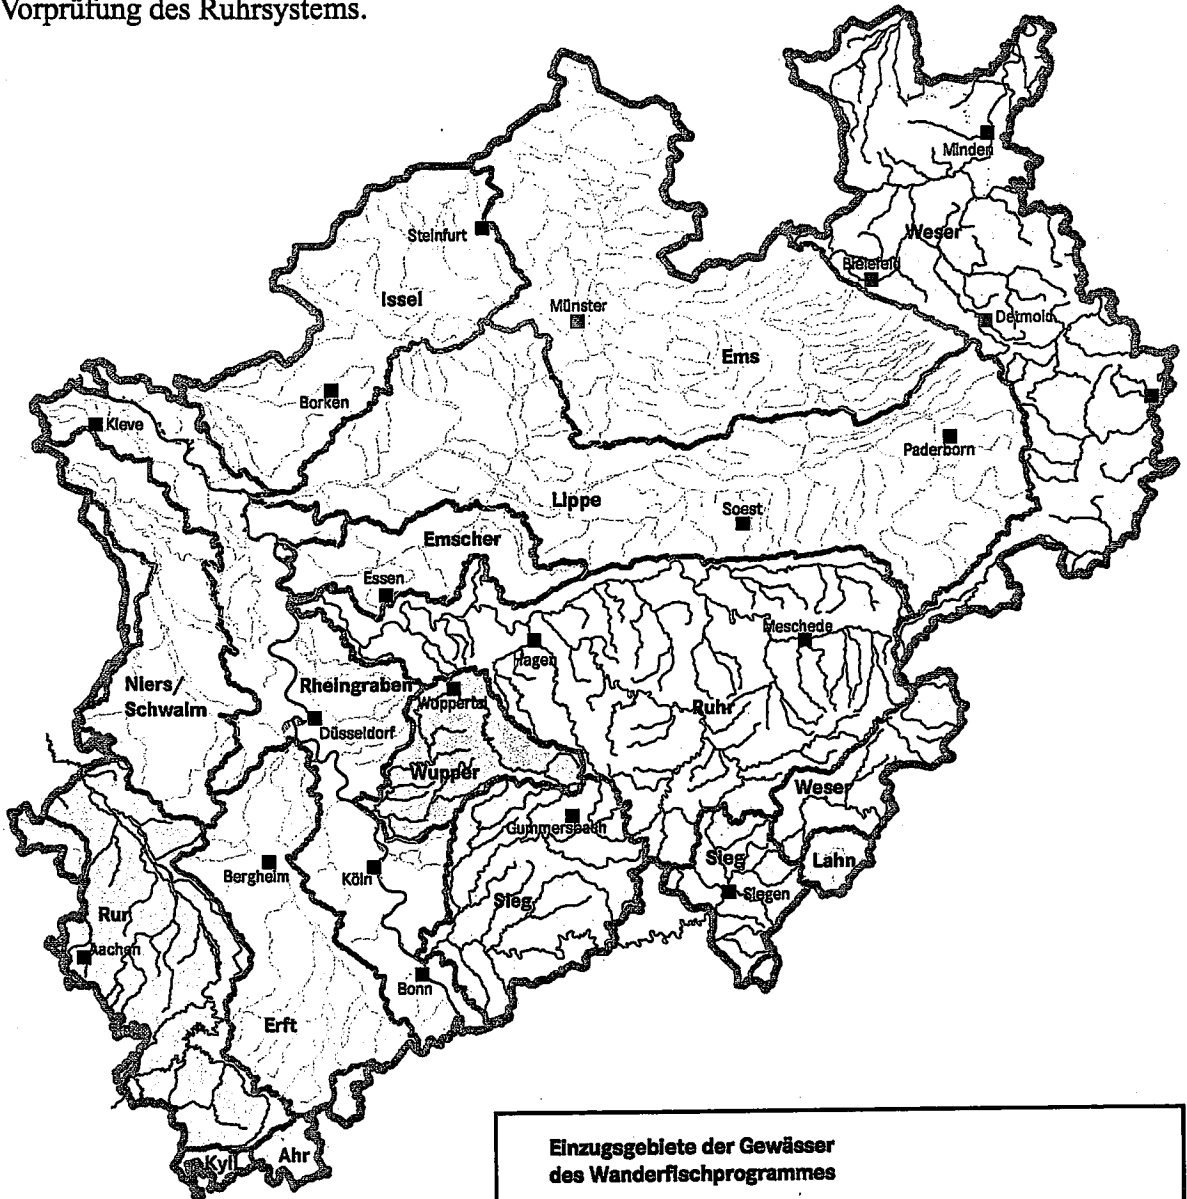 Vorprüfung des Ruhrsystems.
Minden
Weser
Steinfurt
Bielefeld
Issel
Münster
Detmold
Ems
Borken
Kleve
Paderborn
Lippe
Soest
Emscher
Essen
Meschede
Hagen
Niers/
Schwalm
Rheingraben
Wuppertal
Ruhr
Düsseldorf
Wupper
Weser
Gummersbach
Bergheim
Köln
Sieg
Lahn
Siegen
Sieg
Rur
Aachen
Bonn
Erft
Kyll
Ahr
Einzugsgebiete der Gewässer
des Wanderfischprogrammes